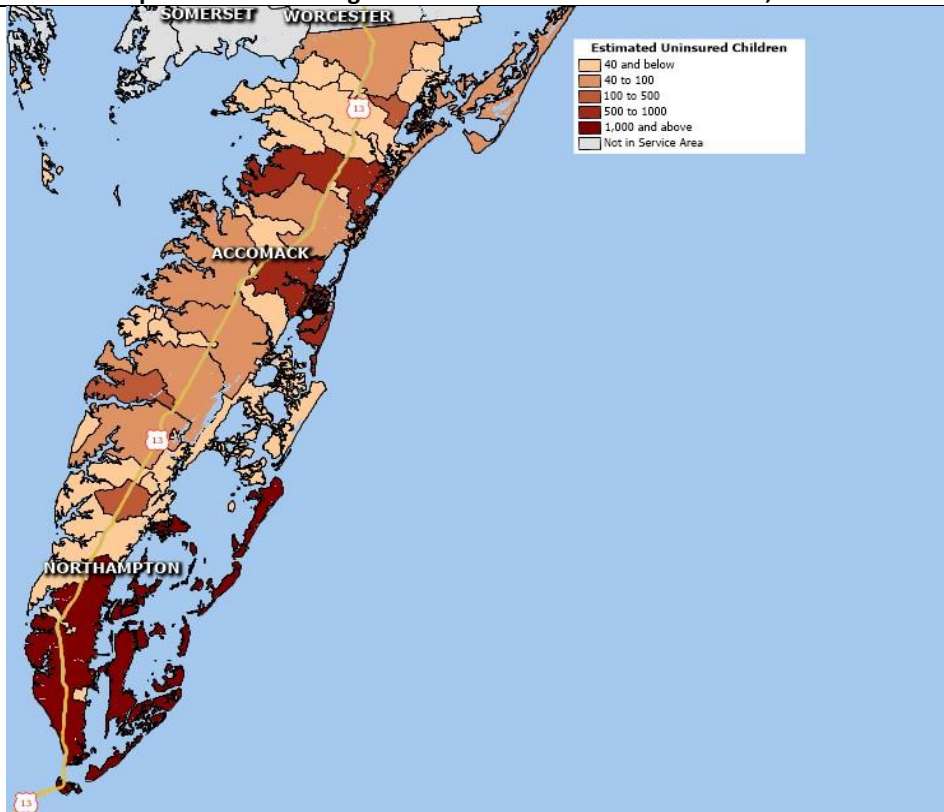 SOMERSET
WORCESTER
Estimated Uninsured Children
40 and below
40 to 100
100 to 500
500 to 1000
1,000 and above
Not in Service Area
13
ACCOMACK
13
NORTHAMPTON
13